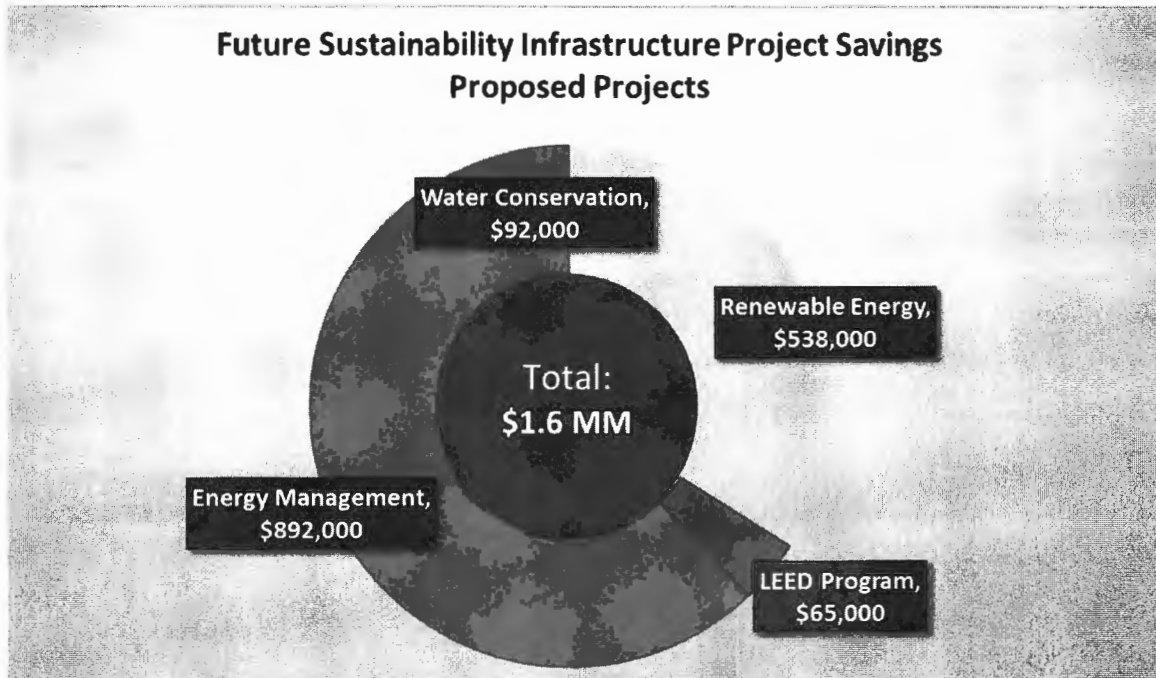 Future Sustainability Infrastructure Project Savings
Proposed Projects
Water Conservation,
$92,000
Renewable Energy,
$538,000
Total:
$1.6 MM
Energy Management,
$892,000
LEED Program,
$65,000